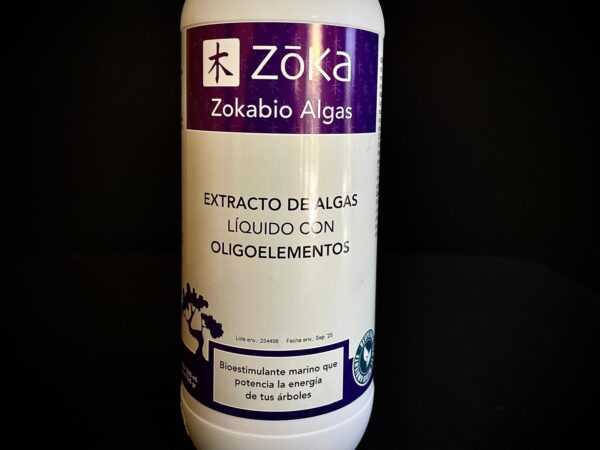 木 ZōKa
Zokabio Algas
EXTRACTO DE ALGAS
LÍQUIDO CON
OLIGOELEMENTOS
Lote env.: 254498 Fecha env.: Sep '25
Bioestimulante marino que
potencia la energía
de tus árboles